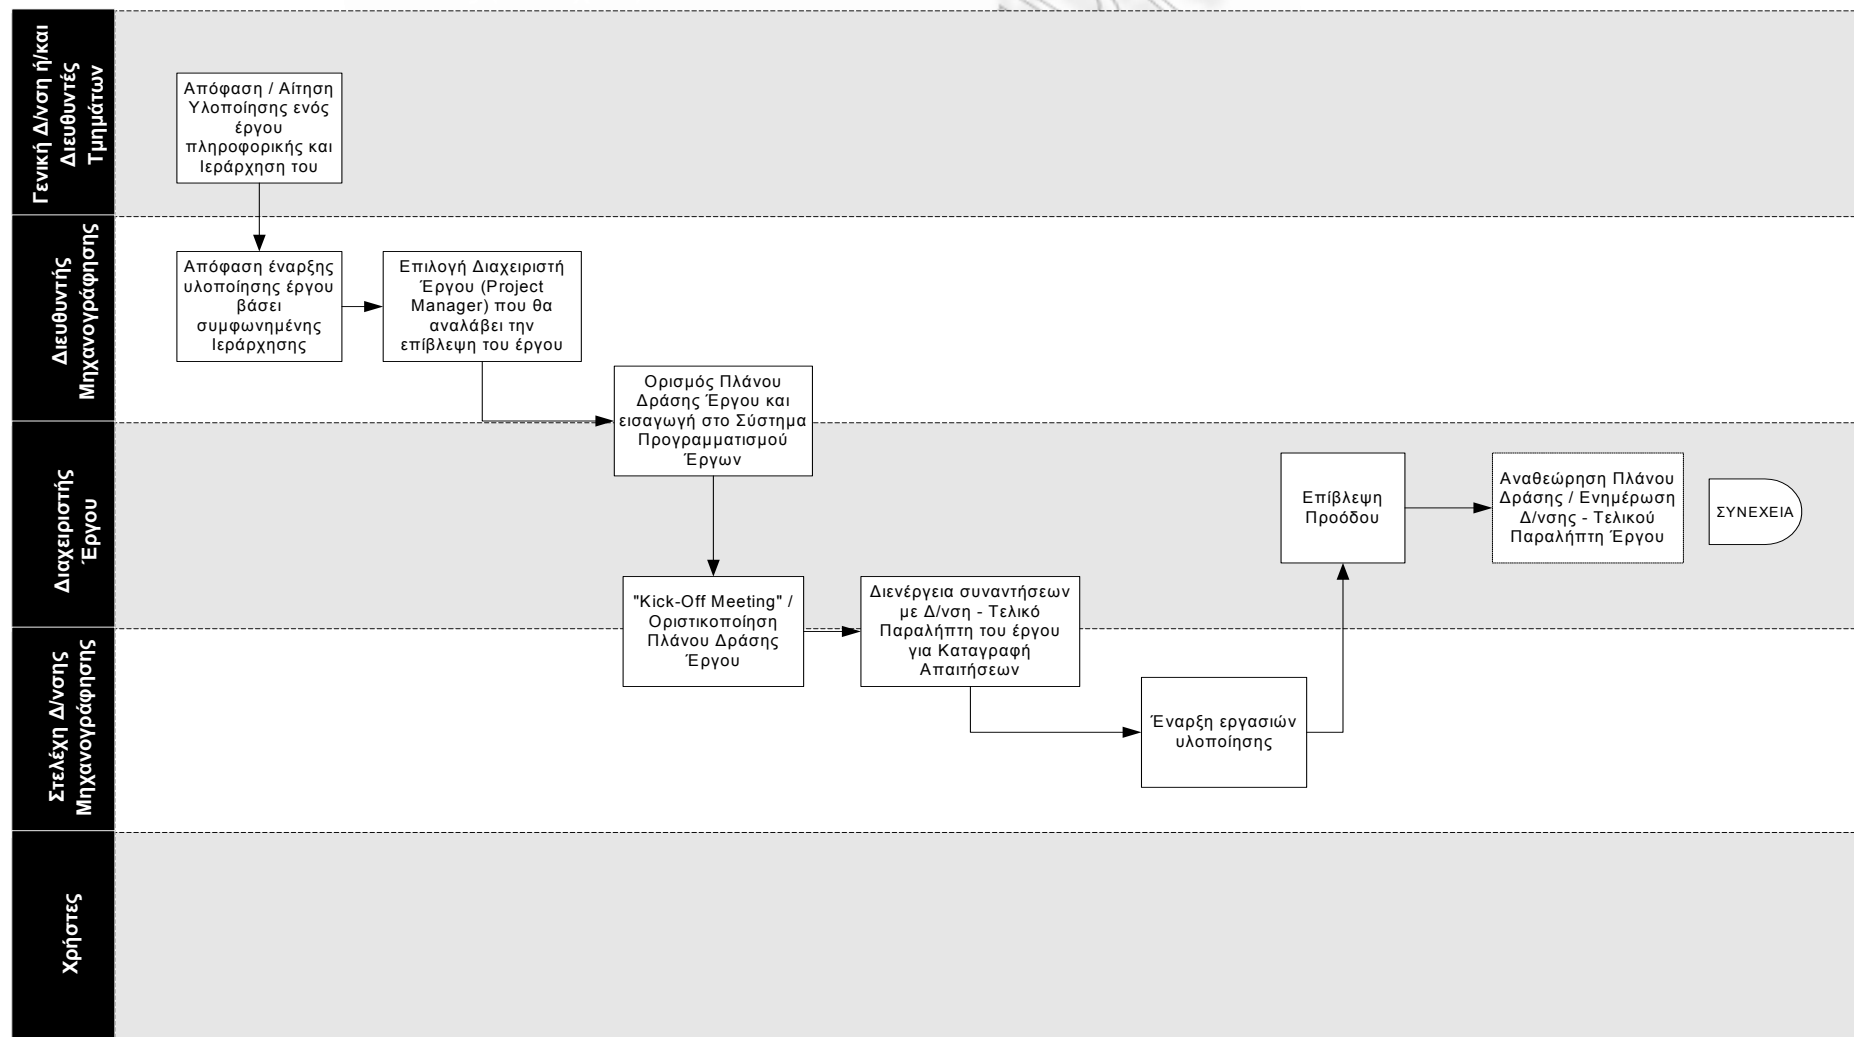 Γενική Δ/νση ή/και
Διευθυντές
Τμημάτων
Απόφαση / Αίτηση
Υλοποίησης ενός
έργου
πληροφορικής και
Ιεράρχηση του
Διευθυντής
Μηχανογράφησης
Απόφαση έναρξης
υλοποίησης έργου
βάσει
συμφωνημένης
Ιεράρχησης
Επιλογή Διαχειριστή
Έργου (Project
Manager) που θα
αναλάβει την
επίβλεψη του έργου
Ορισμός Πλάνου
Δράσης Έργου και
εισαγωγή στο Σύστημα
Προγραμματισμού
Έργων
Διαχειριστής
Έργου
"Kick-Off Meeting" /
Οριστικοποίηση
Πλάνου Δράσης
Έργου
Διενέργεια συναντήσεων
με Δ/νση - Τελικό
Παραλήπτη του έργου
για Καταγραφή
Απαιτήσεων
Επίβλεψη
Προόδου
Αναθεώρηση Πλάνου
Δράσης / Ενημέρωση
Δ/νσης - Τελικού
Παραλήπτη Έργου
ΣΥΝΕΧΕΙΑ
Στελέχη Δ/νσης
Μηχανογράφησης
Έναρξη εργασιών
υλοποίησης
Χρήστες